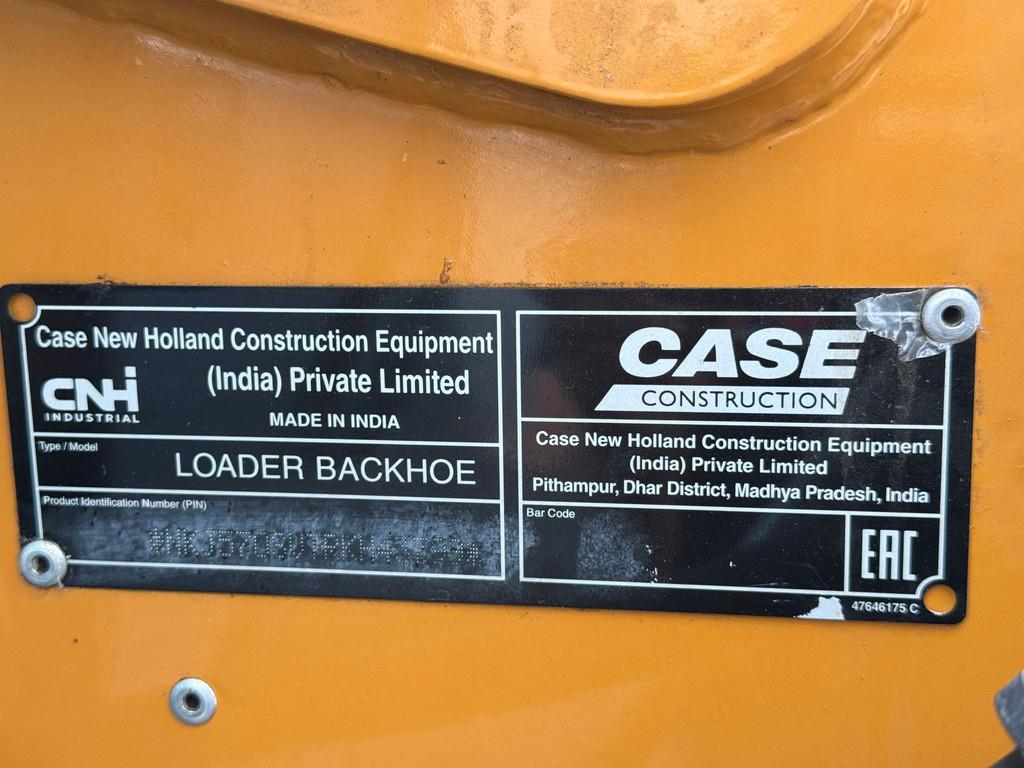 Case New Holland Construction Equipment
(India) Private Limited
CNH
INDUSTRIAL
MADE IN INDIA
Type / Model
LOADER BACKHOE
Product Identification Number (PIN)
CASE
CONSTRUCTION
Case New Holland Construction Equipment
(India) Private Limited
Pithampur, Dhar District, Madhya Pradesh, India
Bar Code
EAC
47646175 C